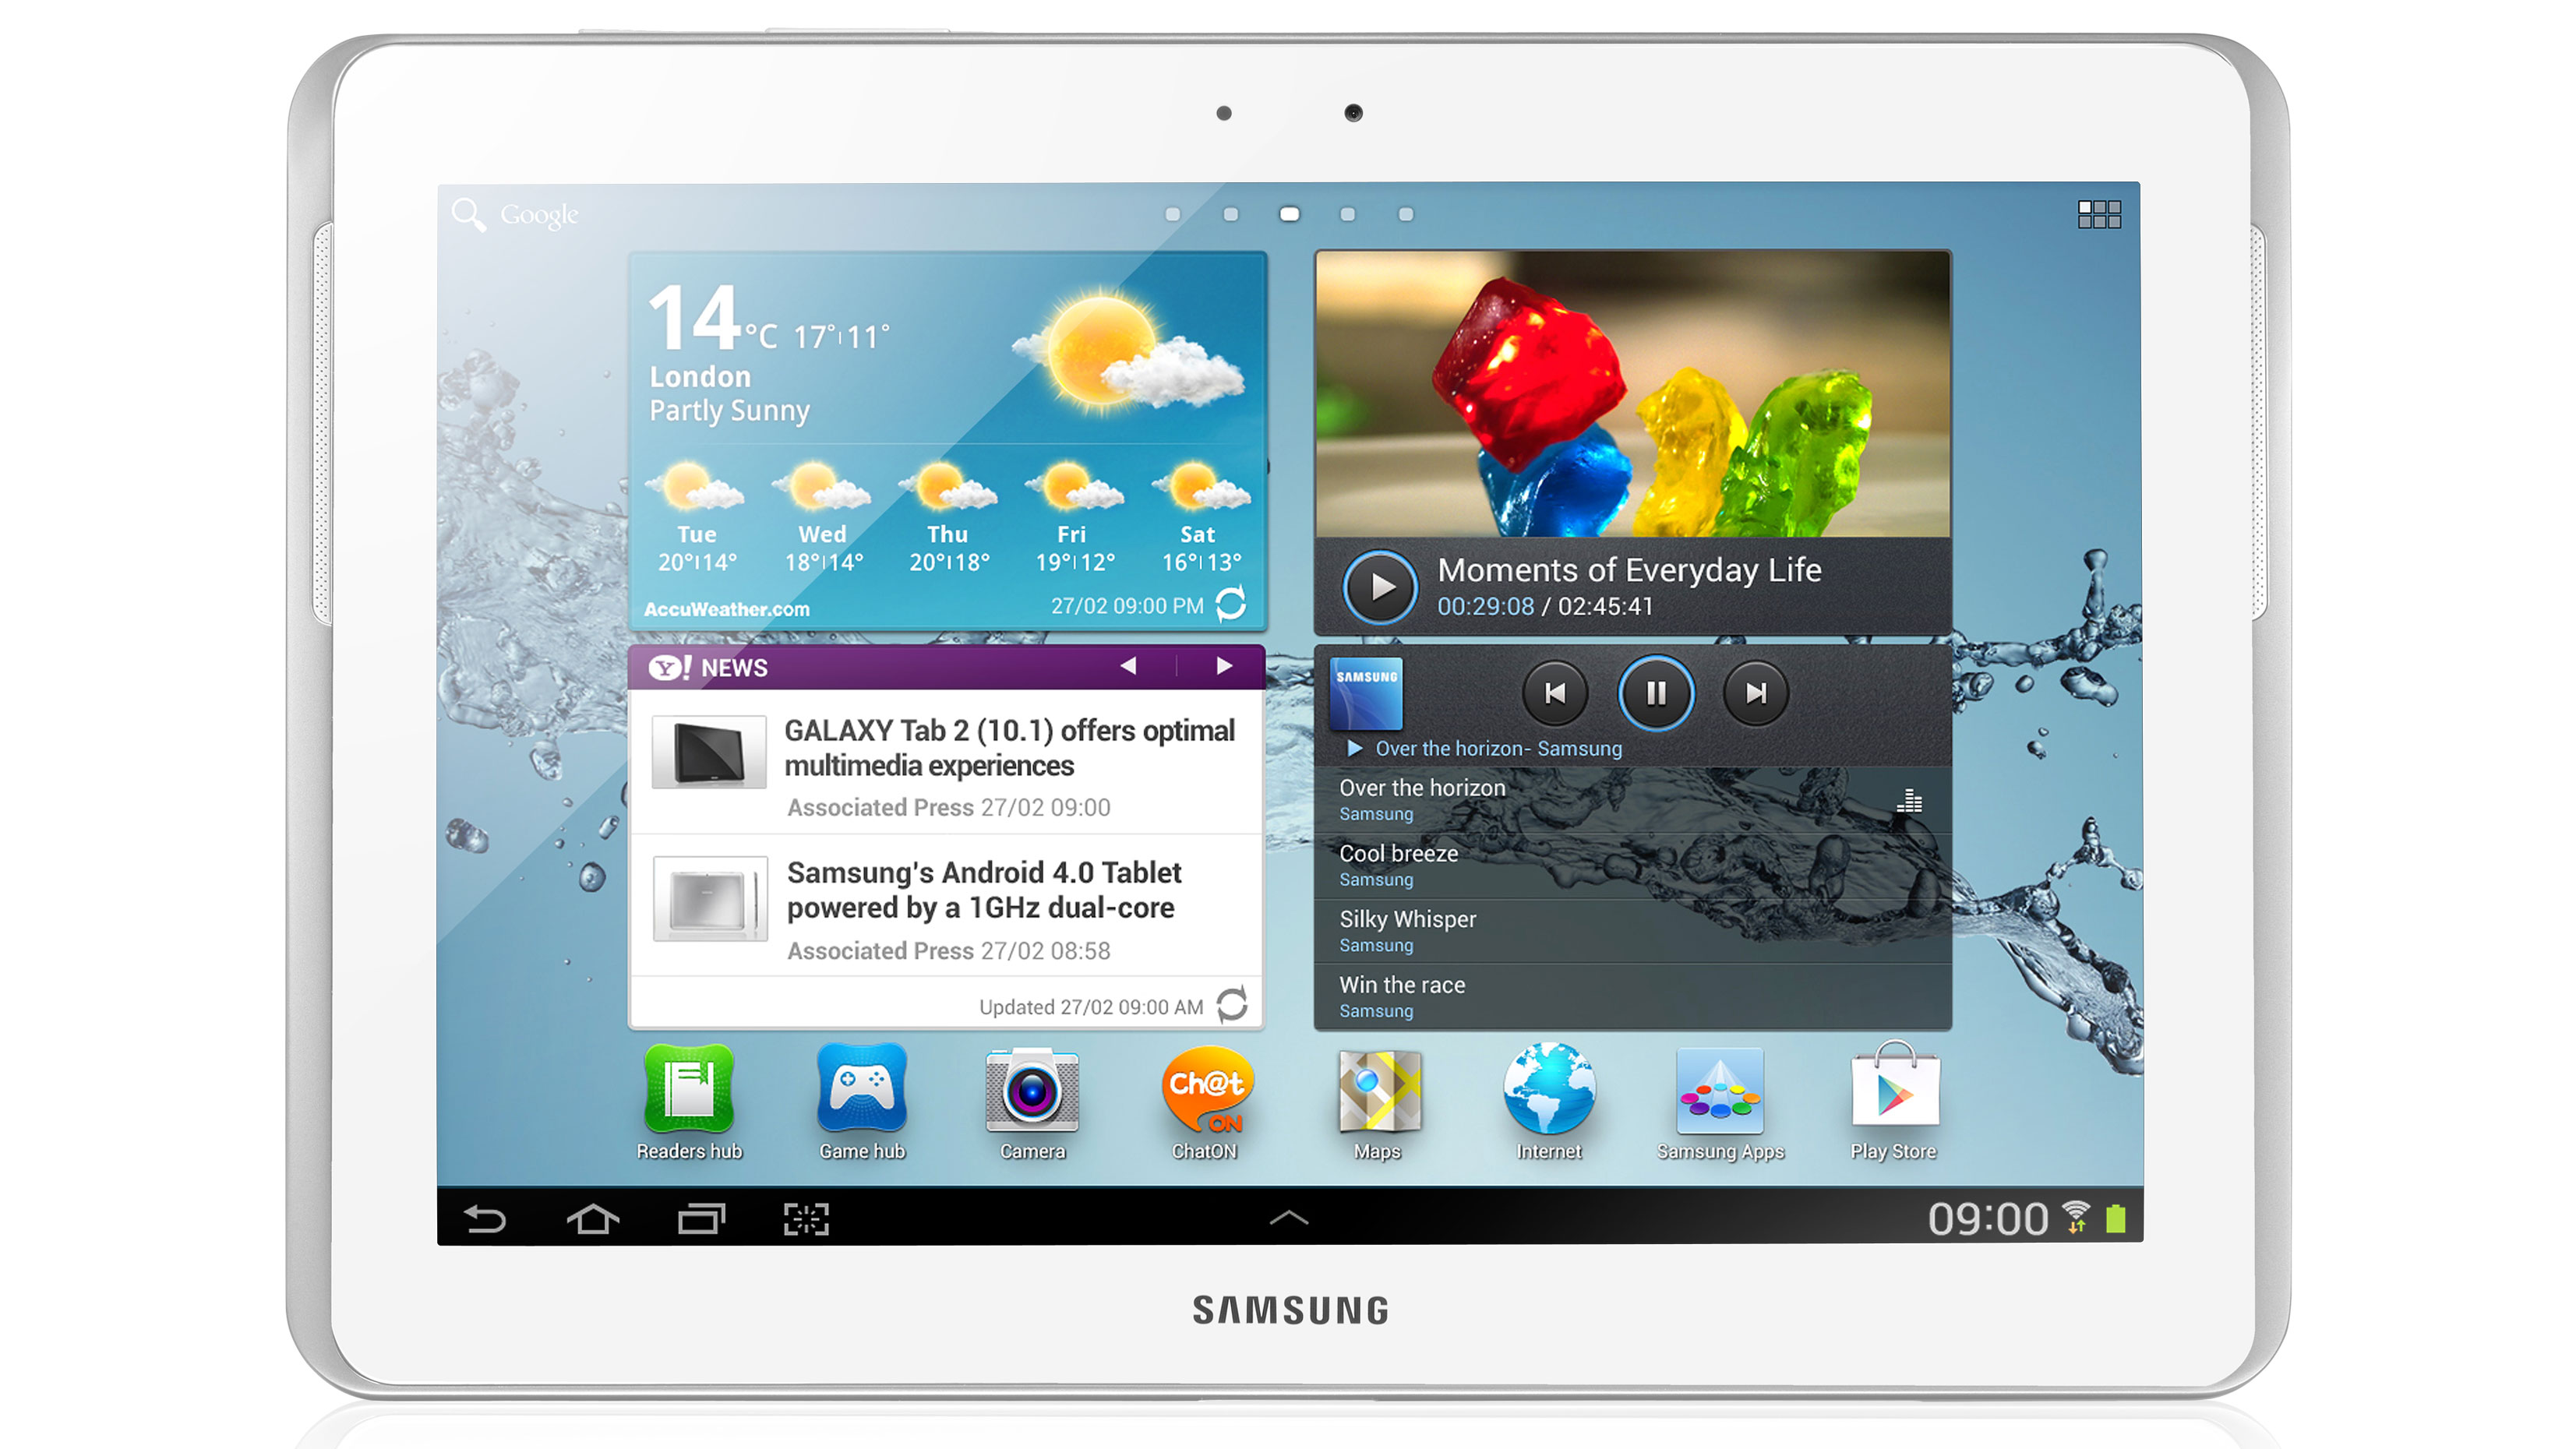 Google
14°C 17° 11°
London
Partly Sunny
Tue Wed Thu Fri Sat
20° 14° 18° 14° 20° 18° 19° 12° 16° 13°
AccuWeather.com 27/02 09:00 PM
Moments of Everyday Life
00:29:08 / 02:45:41
Y! NEWS
GALAXY Tab 2 (10.1) offers optimal
multimedia experiences
Associated Press 27/02 09:00
Samsung's Android 4.0 Tablet
powered by a 1GHz dual-core
Associated Press 27/02 08:58
Updated 27/02 09:00 AM
SAMSUNG
Over the horizon- Samsung
Over the horizon
Samsung
Cool breeze
Samsung
Silky Whisper
Samsung
Win the race
Samsung
Ch@t
ON
Readers hub Game hub Camera ChatON Maps Internet Samsung Apps Play Store
09:00
SAMSUNG